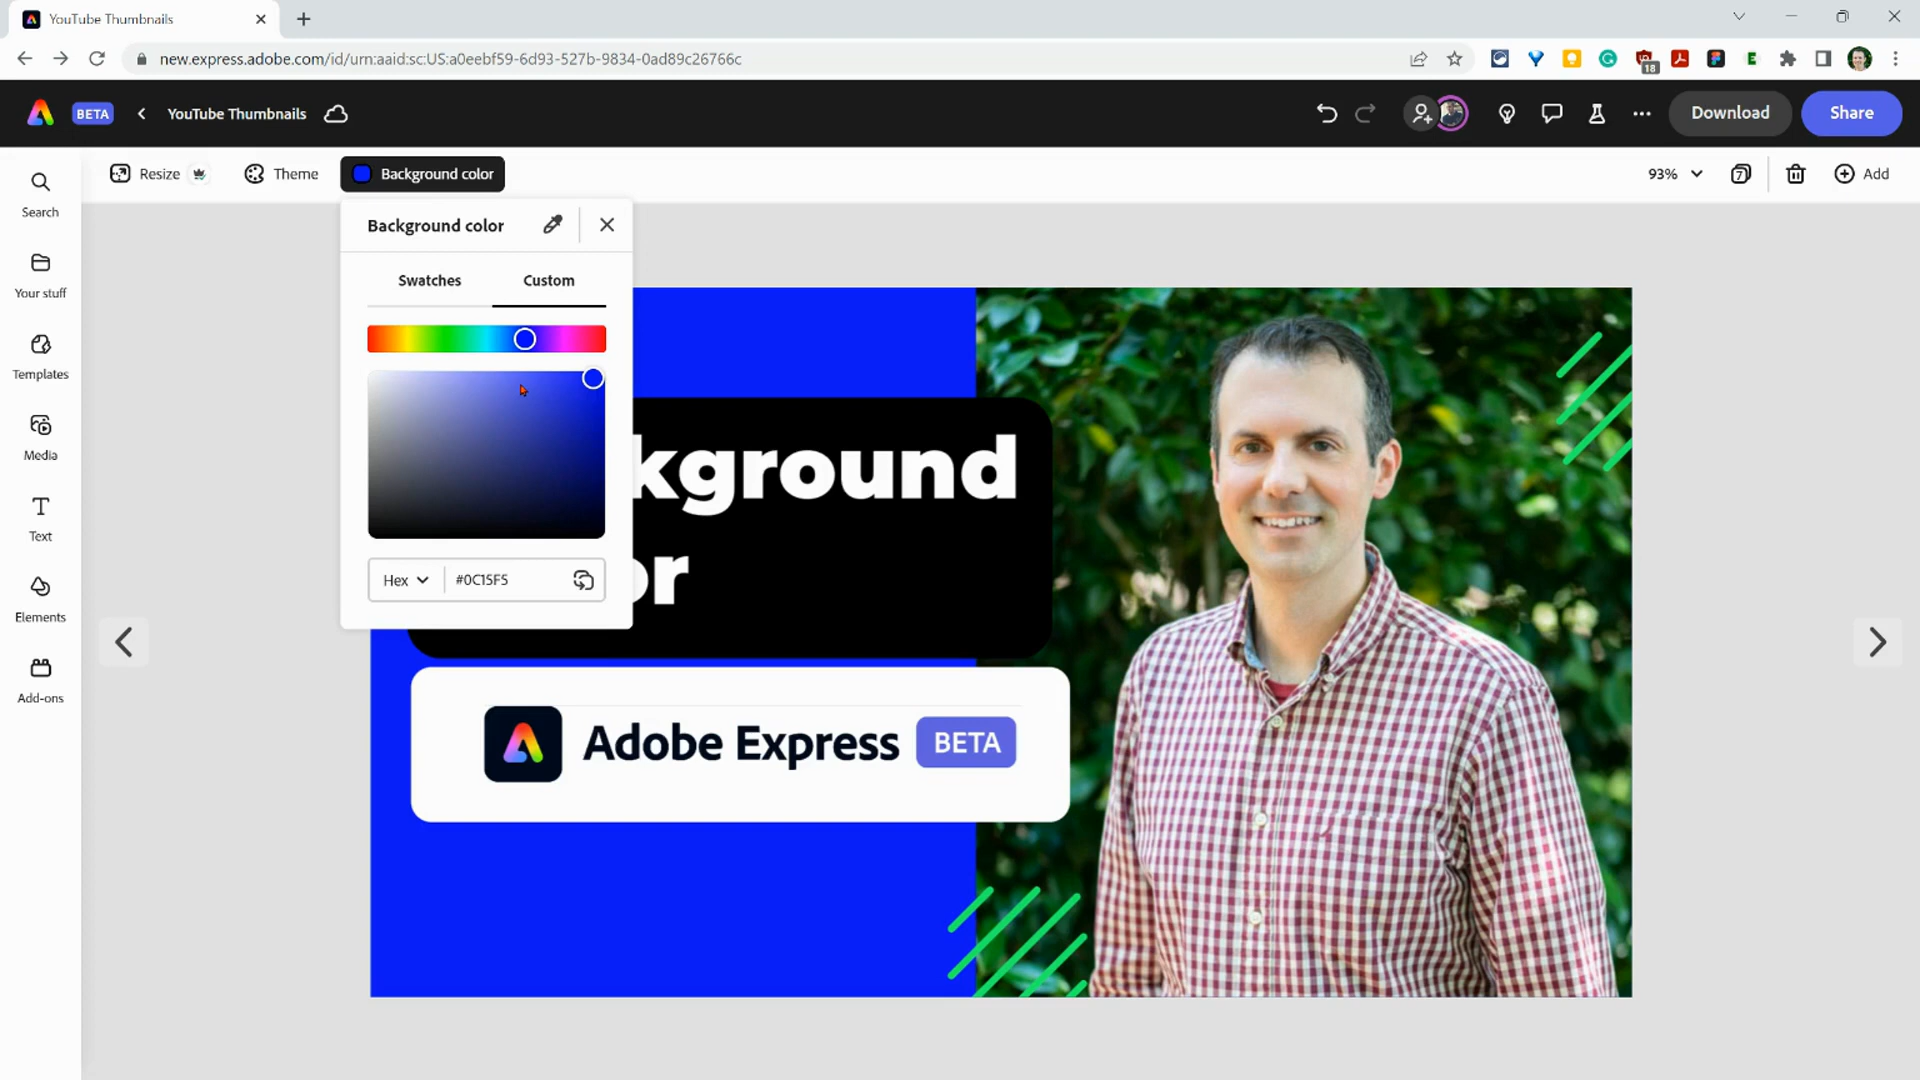 YouTube Thumbnails
new.express.adobe.com/id/urn:aaid:sc:US:a0eebf59-6d93-527b-9834-0ad89c26766c
18
BETA
YouTube Thumbnails
Download
Share
Resize
Theme
Background color
93%
7
Add
Search
Your stuff
Templates
Media
Text
Elements
Add-ons
Background color
Swatches
Custom
Hex
#0C15F5
kground
or
Adobe Express
BETA